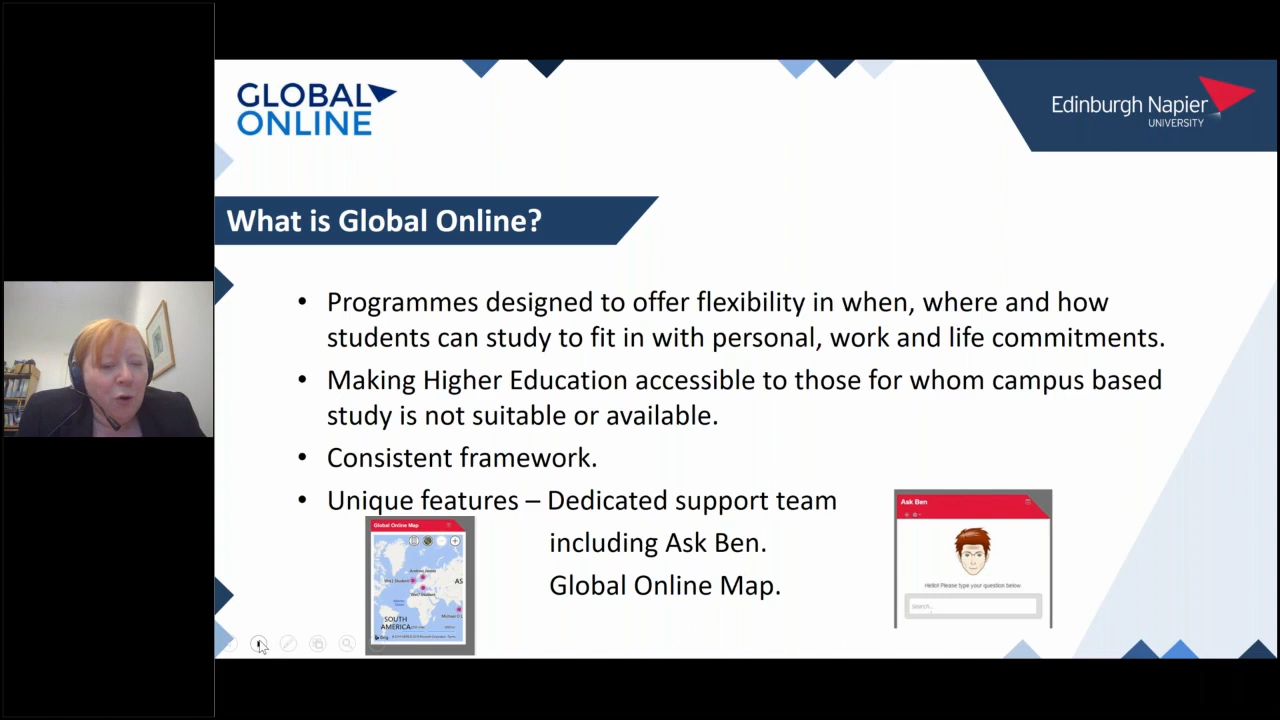 GLOBAL
ONLINE
Edinburgh Napier
UNIVERSITY
What is Global Online?
• Programmes designed to offer flexibility in when, where and how
students can study to fit in with personal, work and life commitments.
• Making Higher Education accessible to those for whom campus based
study is not suitable or available.
• Consistent framework.
• Unique features – Dedicated support team
including Ask Ben.
Global Online Map.
Global Online Map
AS
SOUTH
AMERICA
Ask Ben
Hello! Please type your question below.
Search...